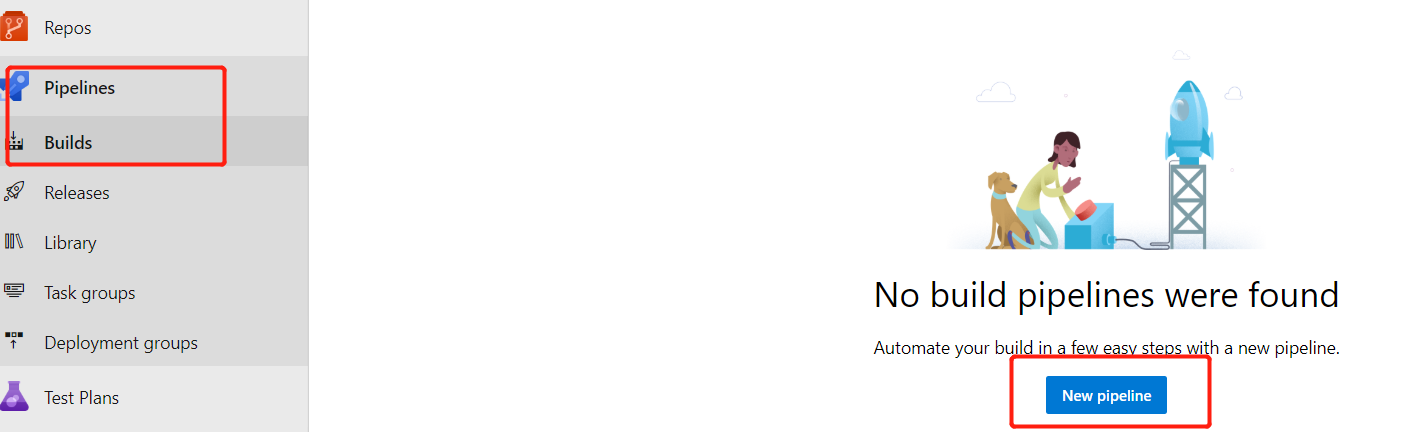 Repos
Pipelines
Builds
Releases
Library
Task groups
Deployment groups
Test Plans
No build pipelines were found
Automate your build in a few easy steps with a new pipeline.
New pipeline